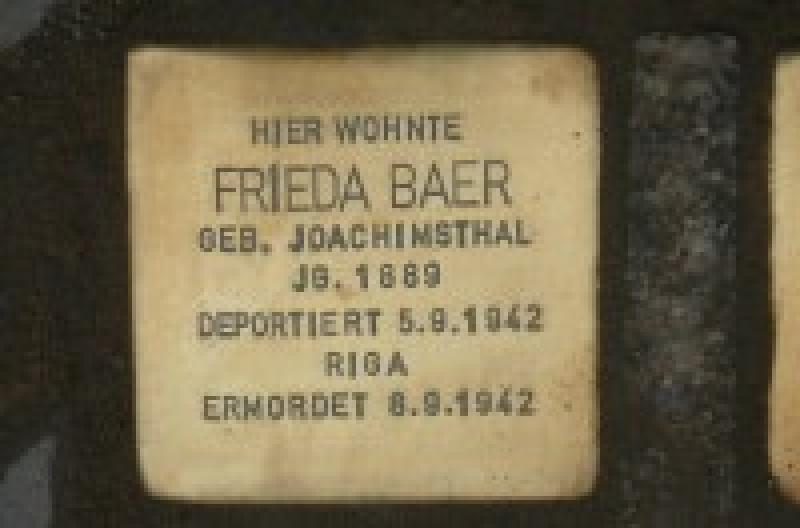 HIER WOHNTE
FRIEDA BAER
GEB. JOACHIMSTHAL
JG. 1889
DEPORTIERT 5.9.1942
RIGA
ERMORDET 8.9.1942